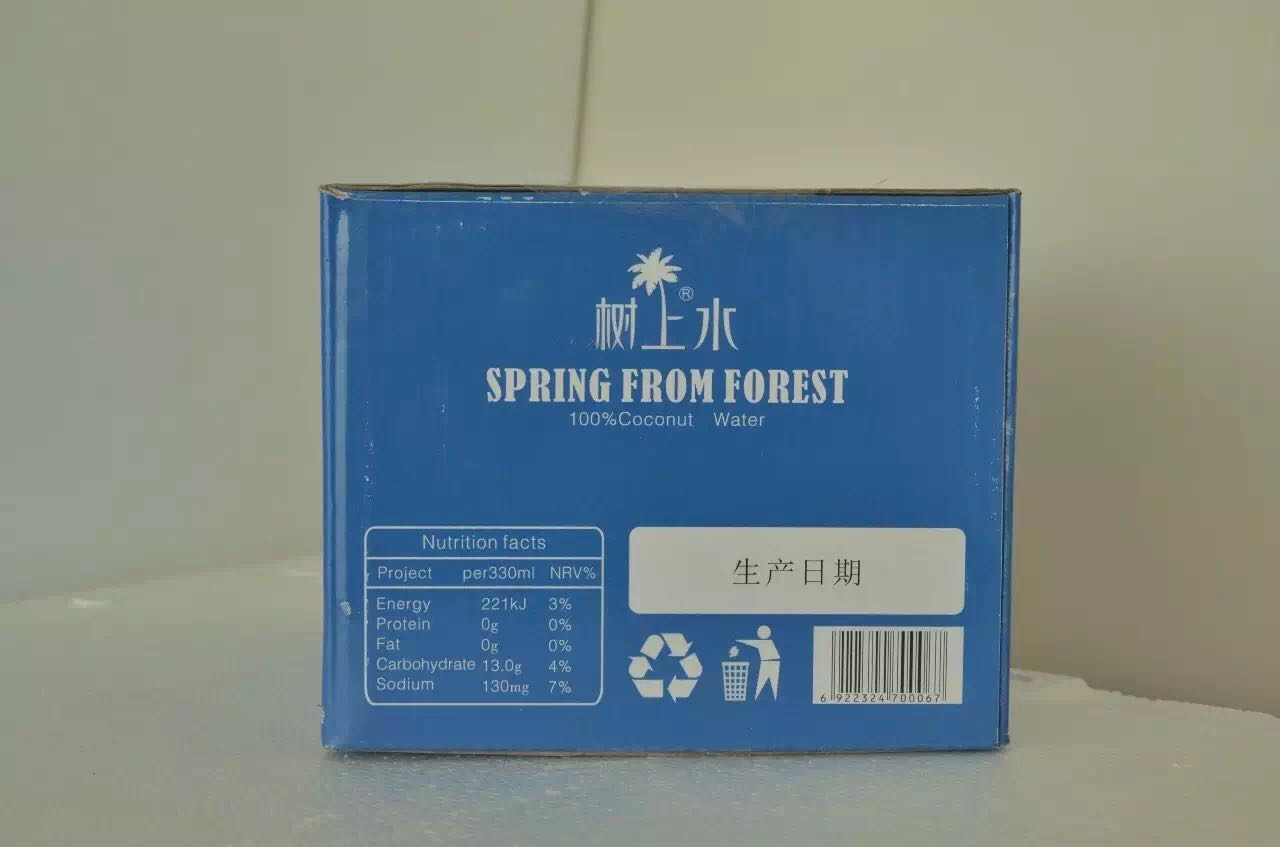 树上水®
SPRING FROM FOREST
100%Coconut Water
Nutrition facts
Project per330ml NRV%
Energy 221kJ 3%
Protein 0g 0%
Fat 0g 0%
Carbohydrate 13.0g 4%
Sodium 130mg 7%
生产日期
6 922324 700067